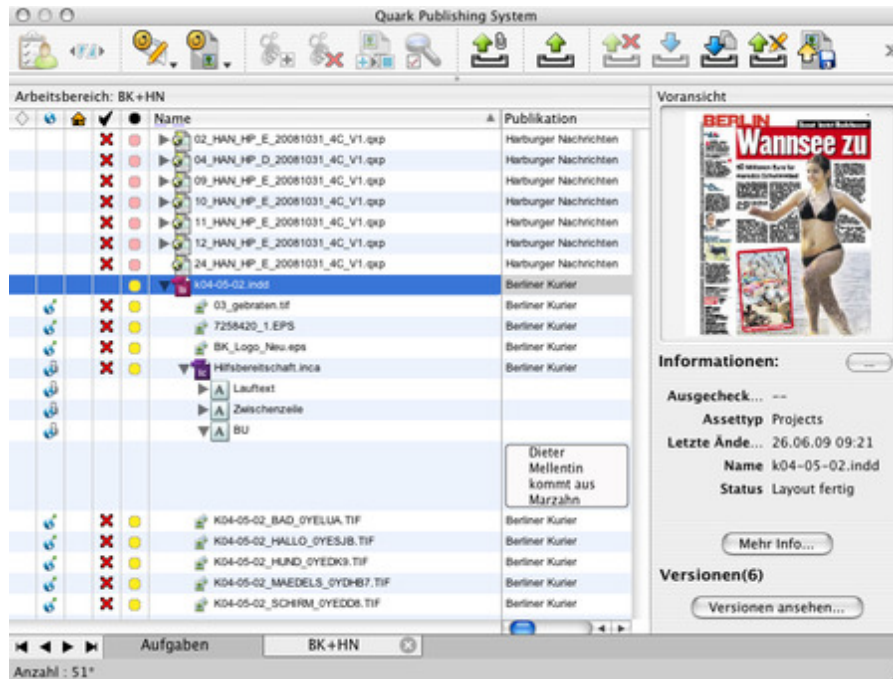 Quark Publishing System
Arbeitsbereich: BK+HN
Name Publikation
02_HAN_HP_E_20081031_4C_V1.qxp Harburger Nachrichten
04_HAN_HP_D_20081031_4C_V1.qxp Harburger Nachrichten
09_HAN_HP_E_20081031_4C_V1.qxp Harburger Nachrichten
10_HAN_HP_E_20081031_4C_V1.qxp Harburger Nachrichten
11_HAN_HP_E_20081031_4C_V1.qxp Harburger Nachrichten
12_HAN_HP_E_20081031_4C_V1.qxp Harburger Nachrichten
24_HAN_HP_E_20081031_4C_V1.qxp Harburger Nachrichten
k04-05-02.indd Berliner Kurier
03_gebraten.tif Berliner Kurier
7258420_1.EPS Berliner Kurier
BK_Logo_Neu.eps Berliner Kurier
Hilfsbereitschaft.inca Berliner Kurier
A Lauftext
A Zwischenzeile
A BU
Dieter
Mellentin
kommt aus
Marzahn
K04-05-02_BAD_0YELUA.TIF Berliner Kurier
K04-05-02_HALLO_0YESJB.TIF Berliner Kurier
K04-05-02_HUND_0YEDK9.TIF Berliner Kurier
K04-05-02_MAEDELS_0YDHB7.TIF Berliner Kurier
K04-05-02_SCHIRM_0YEDD8.TIF Berliner Kurier
Aufgaben BK+HN
Anzahl : 51*
Voransicht
BERLIN
Wannsee zu
Informationen: ...
Ausgecheck... --
Assettyp Projects
Letzte Ände... 26.06.09 09:21
Name k04-05-02.indd
Status Layout fertig
Mehr Info...
Versionen(6)
Versionen ansehen...